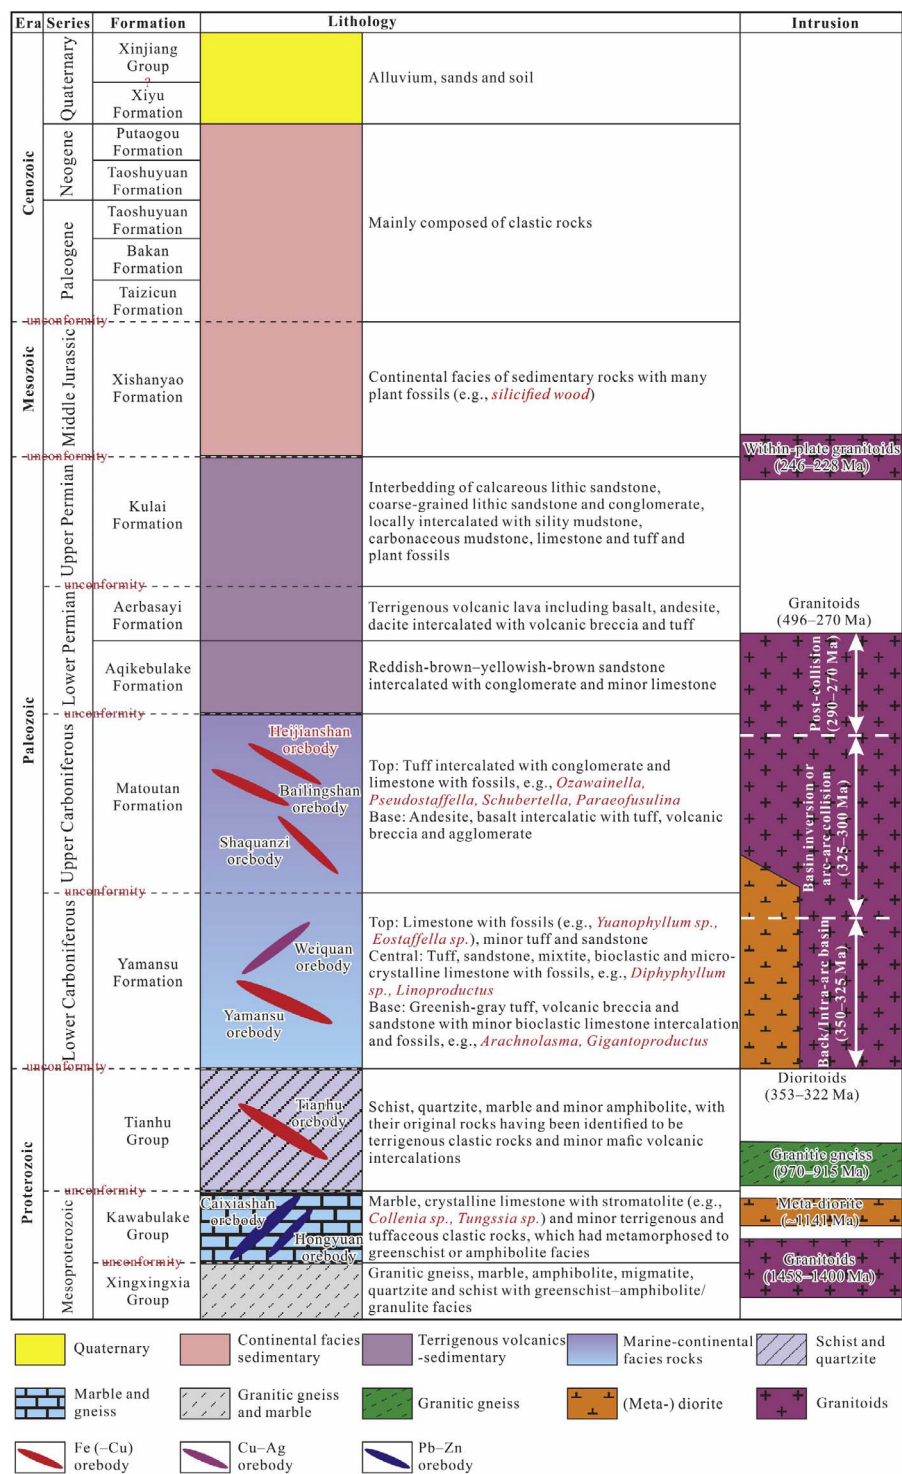 Era Series Formation Lithology Intrusion
Cenozoic
Quaternary
Xinjiang
Group
?
Xiyu
Formation
Alluvium, sands and soil
Neogene
Putaogou
Formation
Taoshuyuan
Formation
Paleogene
Taoshuyuan
Formation
Bakan
Formation
Taizicun
Formation
Mainly composed of clastic rocks
unconformity
Mesozoic
Middle Jurassic
Xishanyao
Formation
Continental facies of sedimentary rocks with many
plant fossils (e.g., silicified wood)
unconformity
Within-plate granitoids
(246–228 Ma)
Paleozoic
Upper Permian
Kulai
Formation
Interbedding of calcareous lithic sandstone,
coarse-grained lithic sandstone and conglomerate,
locally intercalated with sility mudstone,
carbonaceous mudstone, limestone and tuff and
plant fossils
unconformity
Lower Permian
Aerbasayi
Formation
Terrigenous volcanic lava including basalt, andesite,
dacite intercalated with volcanic breccia and tuff
Granitoids
(496–270 Ma)
Aqikebulake
Formation
Reddish-brown–yellowish-brown sandstone
intercalated with conglomerate and minor limestone
Post-collision
(290–270 Ma)
unconformity
Upper Carboniferous
Matoutan
Formation
Heijianshan
orebody
Bailingshan
orebody
Shaquanzi
orebody
Top: Tuff intercalated with conglomerate and
limestone with fossils, e.g., Ozawainella,
Pseudostaffella, Schubertella, Paraeofusulina
Base: Andesite, basalt intercalatic with tuff, volcanic
breccia and agglomerate
Basin inversion or
arc-arc collision
(325–300 Ma)
unconformity
Lower Carboniferous
Yamansu
Formation
Weiquan
orebody
Yamansu
orebody
Top: Limestone with fossils (e.g., Yuanophyllum sp.,
Eostaffella sp.), minor tuff and sandstone
Central: Tuff, sandstone, mixtite, bioclastic and micro-
crystalline limestone with fossils, e.g., Diphyphyllum
sp., Linoproductus
Base: Greenish-gray tuff, volcanic breccia and
sandstone with minor bioclastic limestone intercalation
and fossils, e.g., Arachnolasma, Gigantoproductus
Back/Intra-arc basin
(350–325 Ma)
unconformity
Dioritoids
(353–322 Ma)
Proterozoic
Tianhu
Group
Tianhu
orebody
Schist, quartzite, marble and minor amphibolite, with
their original rocks having been identified to be
terrigenous clastic rocks and minor mafic volcanic
intercalations
Granitic gneiss
(970–915 Ma)
unconformity
Mesoproterozoic
Kawabulake
Group
Caixiashan
orebody
Hongyuan
orebody
Marble, crystalline limestone with stromatolite (e.g.,
Collenia sp., Tungssia sp.) and minor terrigenous and
tuffaceous clastic rocks, which had metamorphosed to
greenschist or amphibolite facies
Meta-diorite
(~1141 Ma)
unconformity
Xingxingxia
Group
Granitic gneiss, marble, amphibolite, migmatite,
quartzite and schist with greenschist–amphibolite/
granulite facies
Granitoids
(1458–1400 Ma)
Quaternary
Continental facies
sedimentary
Terrigenous volcanics
-sedimentary
Marine-continental
facies rocks
Schist and
quartzite
Marble and
gneiss
Granitic gneiss
and marble
Granitic gneiss
(Meta-) diorite
Granitoids
Fe (–Cu)
orebody
Cu–Ag
orebody
Pb–Zn
orebody